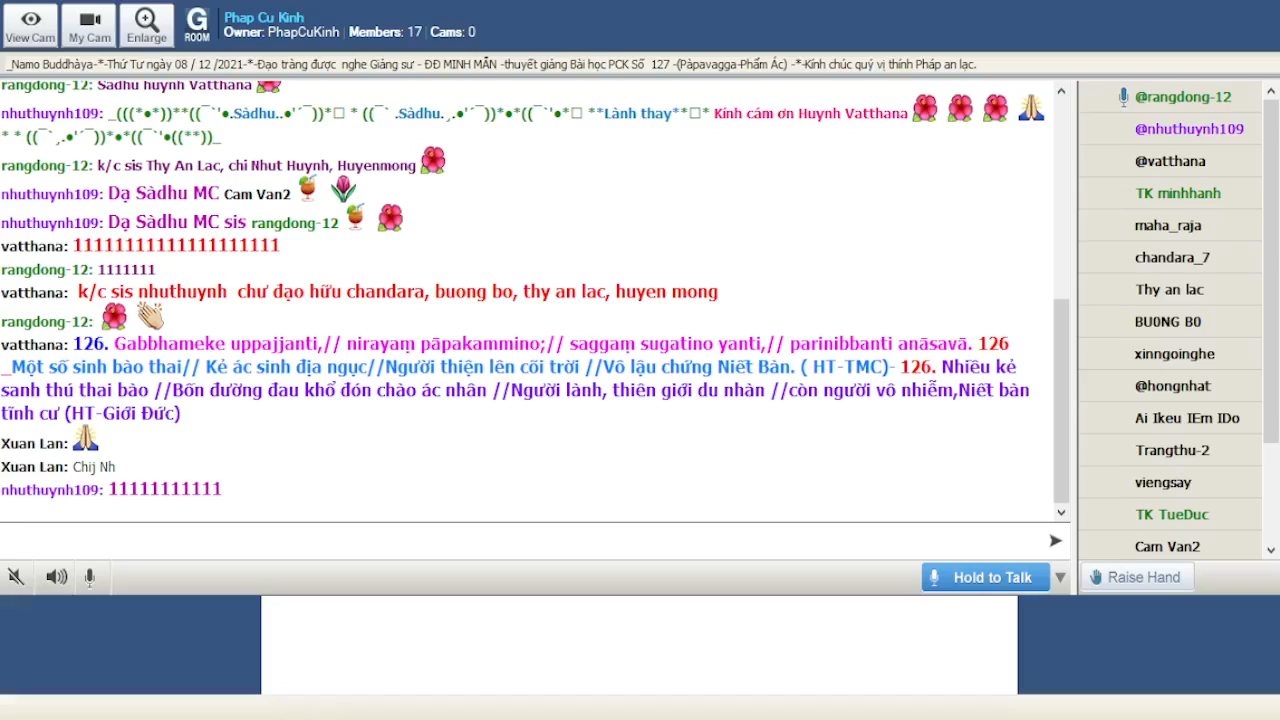 View Cam
My Cam
Enlarge
G
ROOM
Phap Cu Kinh
Owner: PhapCuKinh | Members: 17 | Cams: 0
_Namo Buddhàya-*-Thứ Tư ngày 08 / 12 /2021-*-Đạo tràng được nghe Giảng sư - ĐĐ MINH MẪN -thuyết giảng Bài học PCK Số 127 -(Pàpavagga-Phẩm Ác) -*-Kính chúc quý vị thính Pháp an lạc.
rangdong-12: Sadhu huynh Vatthana
nhuthuynh109: _(((*●*))**((¯`'●.Sàdhu..●'´¯))*●
* ((¯` .Sàdhu.¸.●'´¯))*●*((¯`'●*
**Lành thay** * Kính cám ơn Huynh Vatthana
* * ((¯`¸.●'´¯))*●*((¯`'●((**))_
rangdong-12: k/c sis Thy An Lac, chi Nhut Huynh, Huyenmong
nhuthuynh109: Dạ Sàdhu MC Cam Van2
nhuthuynh109: Dạ Sàdhu MC sis rangdong-12
vatthana: 11111111111111111111
rangdong-12: 1111111
vatthana: k/c sis nhuthuynh chư đạo hữu chandara, buong bo, thy an lac, huyen mong
rangdong-12:
vatthana: 126. Gabbhameke uppajjanti,// nirayaṃ pāpakammino;// saggaṃ sugatino yanti,// parinibbanti anāsavā. 126
_Một số sinh bào thai// Kẻ ác sinh địa ngục//Người thiện lên cõi trời //Vô lậu chứng Niết Bàn. ( HT-TMC)- 126. Nhiều kẻ
sanh thú thai bào //Bốn đường đau khổ đón chào ác nhân //Người lành, thiên giới du nhàn //còn người vô nhiễm,Niết bàn
tĩnh cư (HT-Giới Đức)
Xuan Lan:
Xuan Lan: Chij Nh
nhuthuynh109: 11111111111
Hold to Talk
@rangdong-12
@nhuthuynh109
@vatthana
TK minhhanh
maha_raja
chandara_7
Thy an lac
BU0NG B0
xinngoinghe
@hongnhat
Ai Ikeu IEm IDo
Trangthu-2
viengsay
TK TueDuc
Cam Van2
Raise Hand